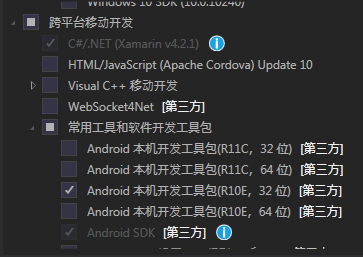 Windows 10 SDK (10.0.10240)
跨平台移动开发
C#/.NET (Xamarin v4.2.1)
HTML/JavaScript (Apache Cordova) Update 10
Visual C++ 移动开发
WebSocket4Net [第三方]
常用工具和软件开发工具包
Android 本机开发工具包(R11C，32 位) [第三方]
Android 本机开发工具包(R11C，64 位) [第三方]
Android 本机开发工具包(R10E，32 位) [第三方]
Android 本机开发工具包(R10E，64 位) [第三方]
Android SDK [第三方]